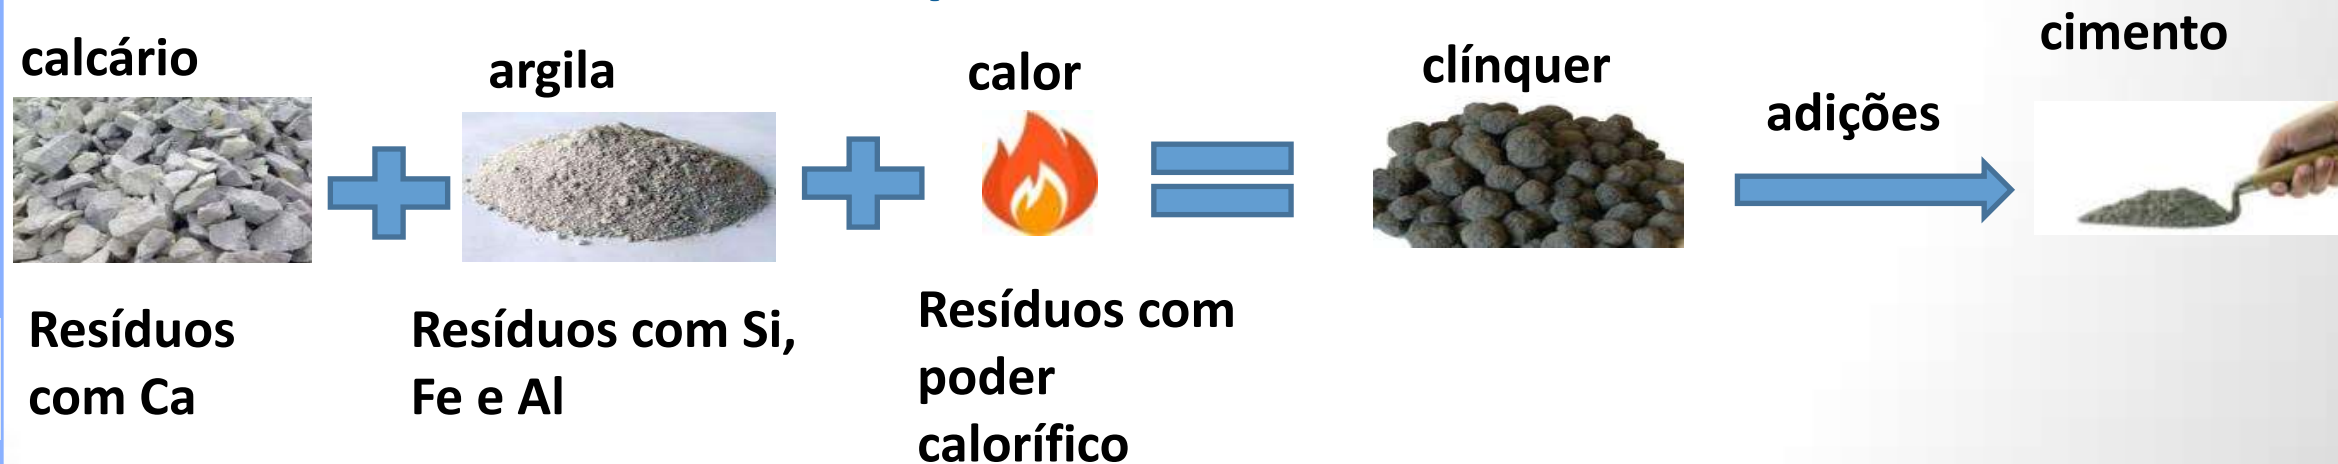 calcário
argila
calor
clínquer
adições
cimento
Resíduos
com Ca
Resíduos com Si,
Fe e Al
Resíduos com
poder
calorífico